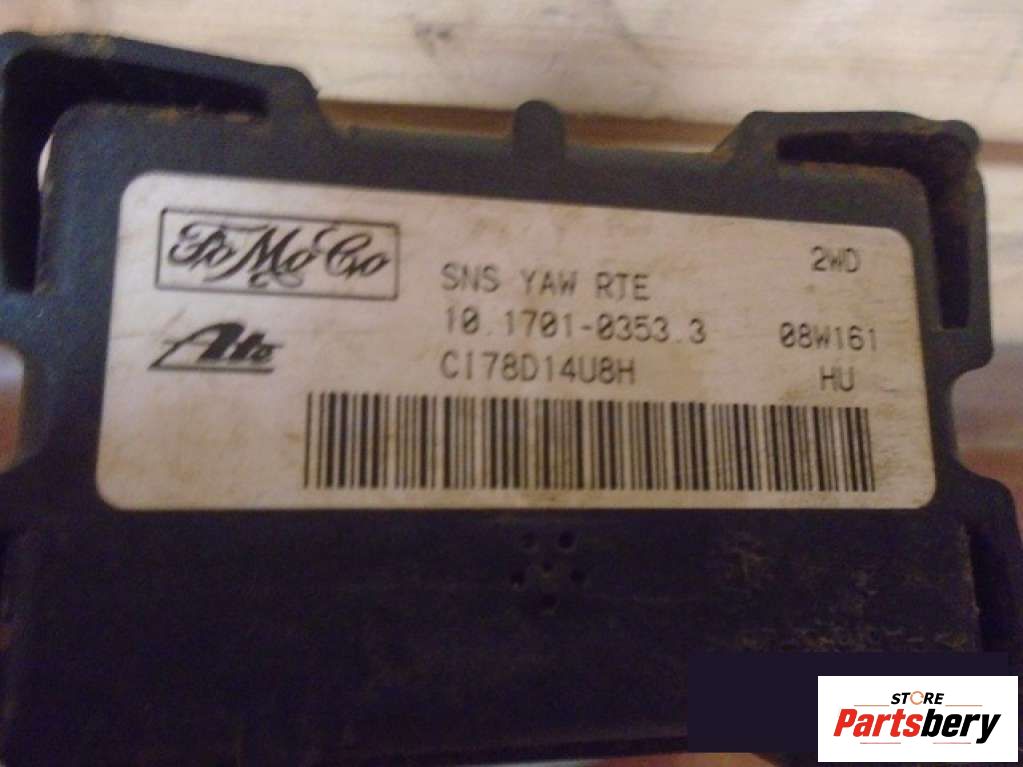 FoMoCo
SNS YAW RTE
2WD
Ate
10.1701-0353.3
08W161
CI78D14U8H
HU
STORE
Partsbery